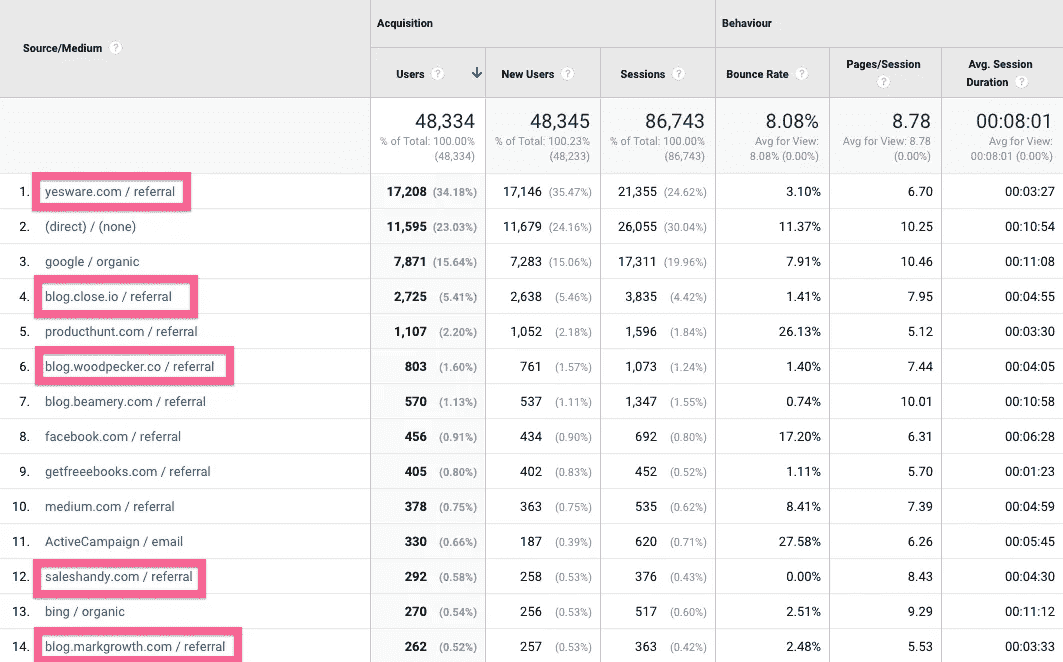 Acquisition Behaviour
Source/Medium ?
Users ? New Users ? Sessions ? Bounce Rate ? Pages/Session ? Avg. Session Duration ?
48,334 48,345 86,743 8.08% 8.78 00:08:01
% of Total: 100.00% % of Total: 100.23% % of Total: 100.00% Avg for View: Avg for View: 8.78 Avg for View:
(48,334) (48,233) (86,743) 8.08% (0.00%) (0.00%) 00:08:01 (0.00%)
1. yesware.com / referral 17,208 (34.18%) 17,146 (35.47%) 21,355 (24.62%) 3.10% 6.70 00:03:27
2. (direct) / (none) 11,595 (23.03%) 11,679 (24.16%) 26,055 (30.04%) 11.37% 10.25 00:10:54
3. google / organic 7,871 (15.64%) 7,283 (15.06%) 17,311 (19.96%) 7.91% 10.46 00:11:08
4. blog.close.io / referral 2,725 (5.41%) 2,638 (5.46%) 3,835 (4.42%) 1.41% 7.95 00:04:55
5. producthunt.com / referral 1,107 (2.20%) 1,052 (2.18%) 1,596 (1.84%) 26.13% 5.12 00:03:30
6. blog.woodpecker.co / referral 803 (1.60%) 761 (1.57%) 1,073 (1.24%) 1.40% 7.44 00:04:05
7. blog.beamery.com / referral 570 (1.13%) 537 (1.11%) 1,347 (1.55%) 0.74% 10.01 00:10:58
8. facebook.com / referral 456 (0.91%) 434 (0.90%) 692 (0.80%) 17.20% 6.31 00:06:28
9. getfreeebooks.com / referral 405 (0.80%) 402 (0.83%) 452 (0.52%) 1.11% 5.70 00:01:23
10. medium.com / referral 378 (0.75%) 363 (0.75%) 535 (0.62%) 8.41% 7.39 00:04:59
11. ActiveCampaign / email 330 (0.66%) 187 (0.39%) 620 (0.71%) 27.58% 6.26 00:05:45
12. saleshandy.com / referral 292 (0.58%) 258 (0.53%) 376 (0.43%) 0.00% 8.43 00:04:30
13. bing / organic 270 (0.54%) 256 (0.53%) 517 (0.60%) 2.51% 9.29 00:11:12
14. blog.markgrowth.com / referral 262 (0.52%) 257 (0.53%) 363 (0.42%) 2.48% 5.53 00:03:33